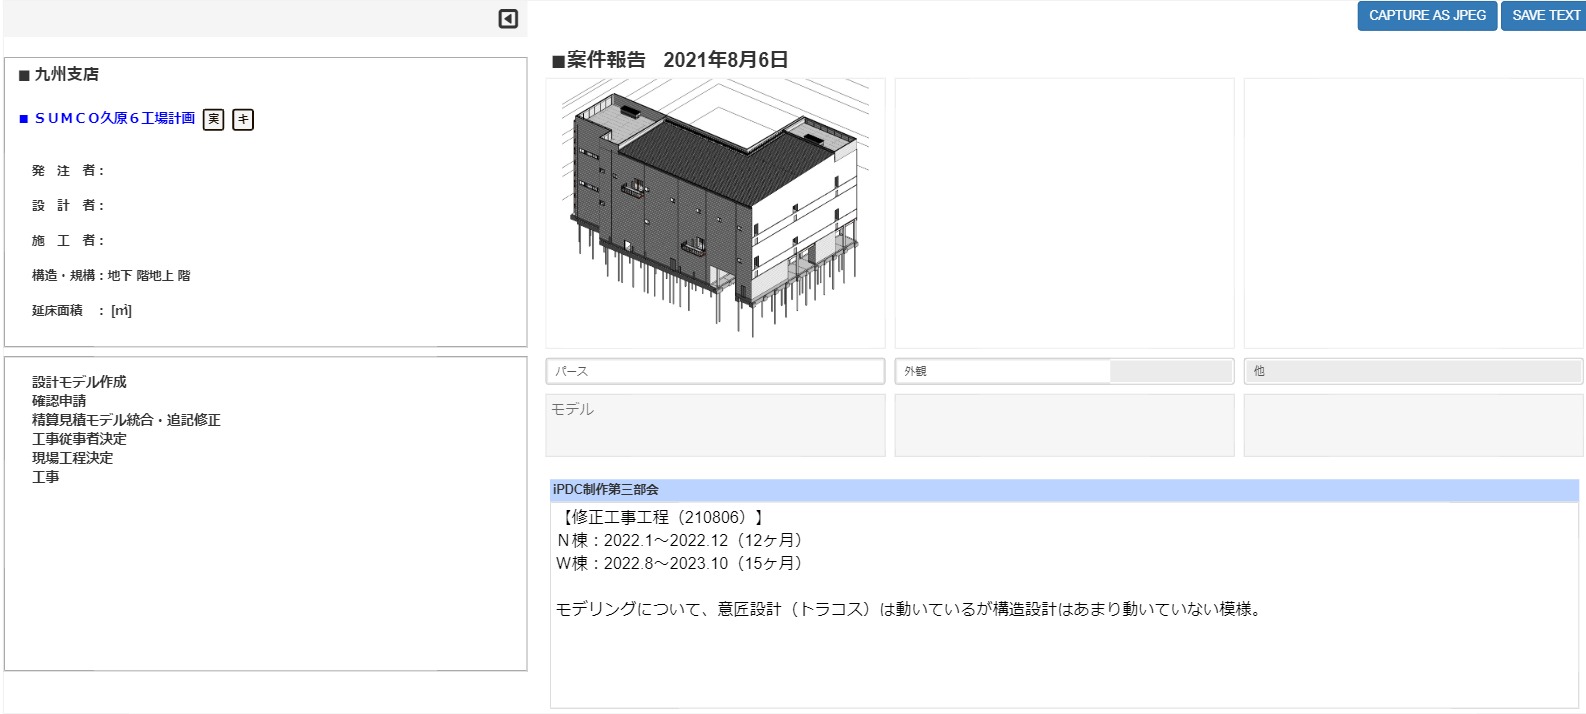 CAPTURE AS JPEG
SAVE TEXT
■ 九州支店
■ ＳＵＭＣＯ久原６工場計画 実 キ
発　注　者：
設　計　者：
施　工　者：
構造・規構：地下 階地上 階
延床面積　： [㎡]
設計モデル作成
確認申請
精算見積モデル統合・追記修正
工事従事者決定
現場工程決定
工事
■案件報告　2021年8月6日
パース
外観
他
モデル
iPDC制作第三部会
【修正工事工程（210806）】
Ｎ棟：2022.1～2022.12（12ヶ月）
Ｗ棟：2022.8～2023.10（15ヶ月）
モデリングについて、意匠設計（トラコス）は動いているが構造設計はあまり動いていない模様。